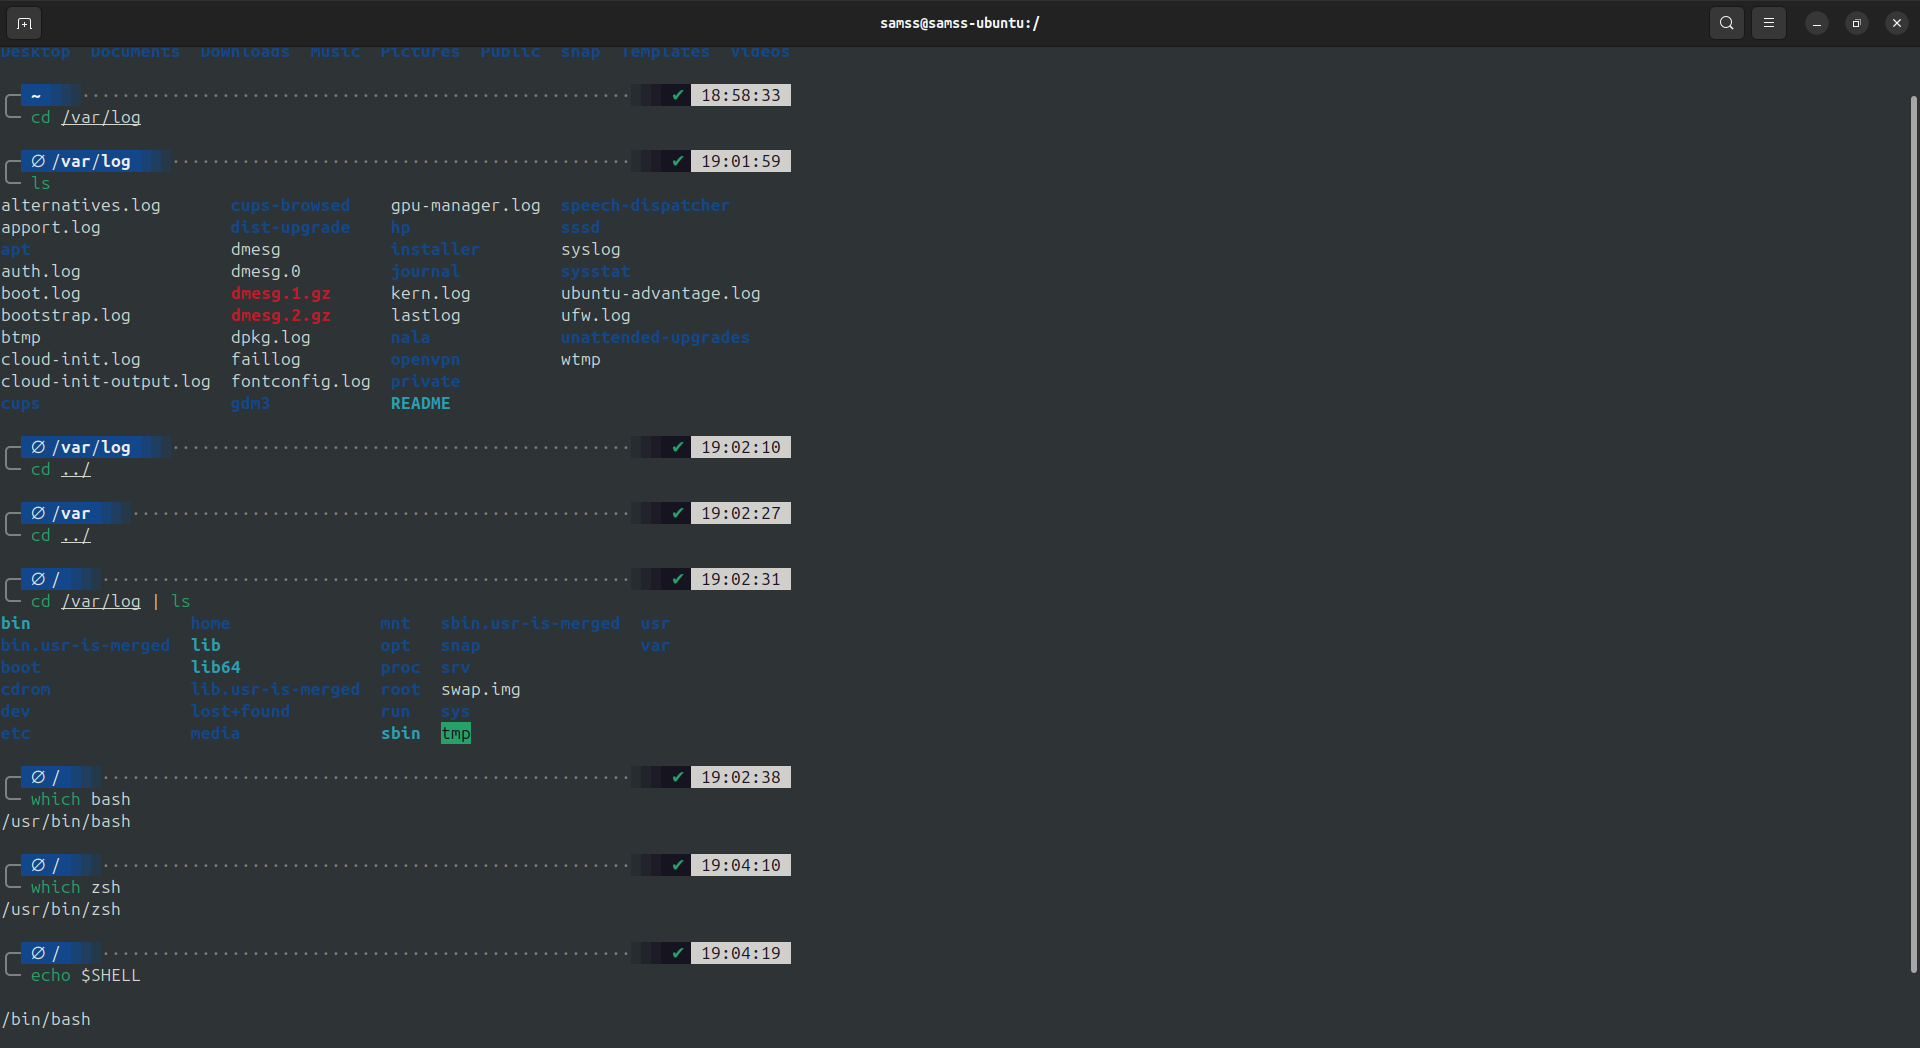 samss@samss-ubuntu:/
Desktop Documents Downloads Music Pictures Public snap Templates Videos
~ ✔ 18:58:33
cd /var/log
∅ /var/log ✔ 19:01:59
ls
alternatives.log cups-browsed gpu-manager.log speech-dispatcher
apport.log dist-upgrade hp sssd
apt dmesg installer syslog
auth.log dmesg.0 journal sysstat
boot.log dmesg.1.gz kern.log ubuntu-advantage.log
bootstrap.log dmesg.2.gz lastlog ufw.log
btmp dpkg.log nala unattended-upgrades
cloud-init.log faillog openvpn wtmp
cloud-init-output.log fontconfig.log private
cups gdm3 README
∅ /var/log ✔ 19:02:10
cd ../
∅ /var ✔ 19:02:27
cd ../
∅ / ✔ 19:02:31
cd /var/log | ls
bin home mnt sbin.usr-is-merged usr
bin.usr-is-merged lib opt snap var
boot lib64 proc srv
cdrom lib.usr-is-merged root swap.img
dev lost+found run sys
etc media sbin tmp
∅ / ✔ 19:02:38
which bash
/usr/bin/bash
∅ / ✔ 19:04:10
which zsh
/usr/bin/zsh
∅ / ✔ 19:04:19
echo $SHELL
/bin/bash